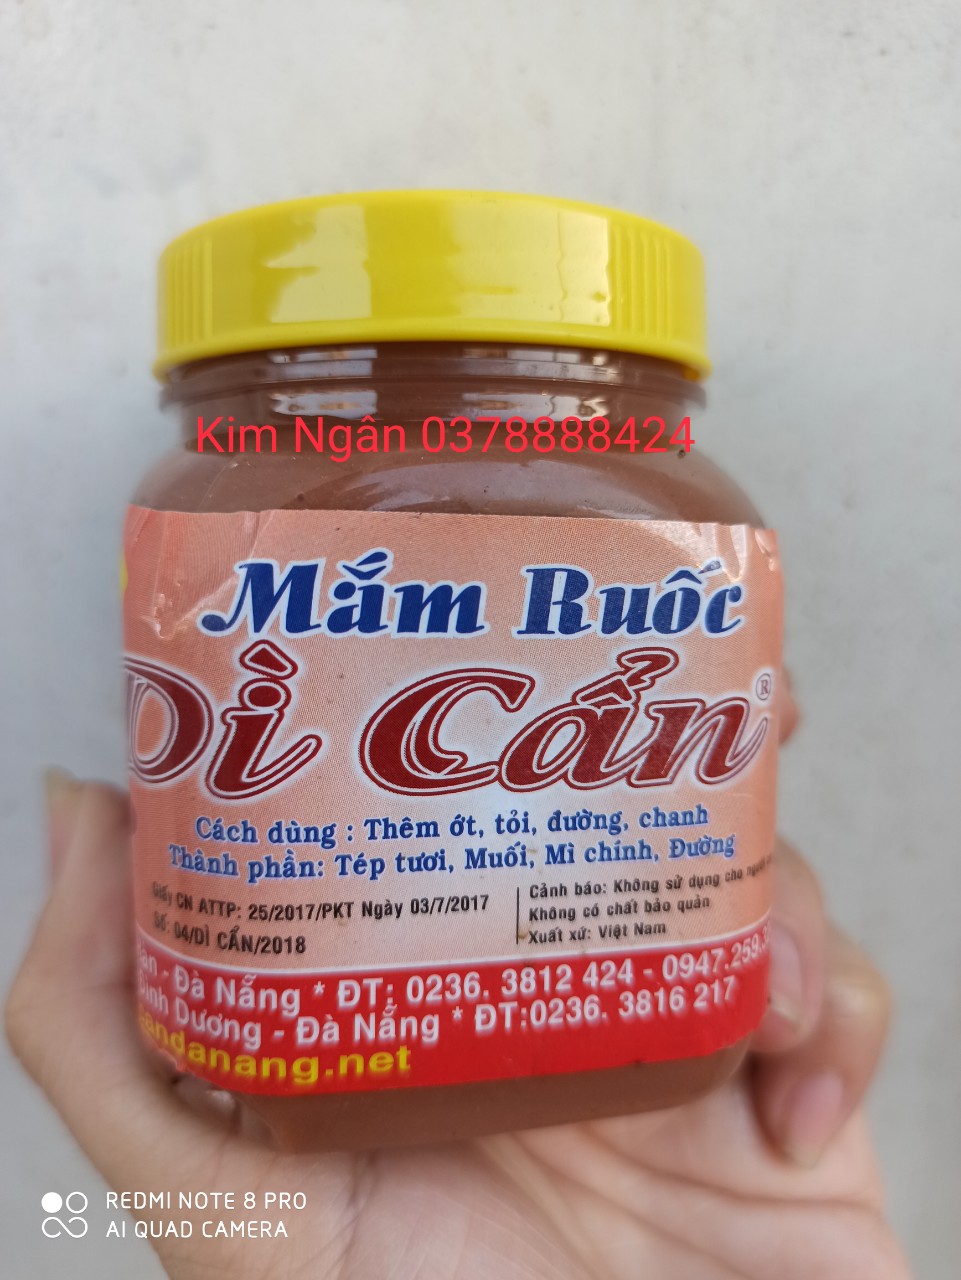 Kim Ngân 0378888424
Mắm Ruốc
Dì Cẩn ®
Cách dùng : Thêm ớt, tỏi, đường, chanh
Thành phần: Tép tươi, Muối, Mì chính, Đường
Giấy CN ATTP: 25/2017/PKT Ngày 03/7/2017
Số: 04/DÌ CẨN/2018
Cảnh báo: Không sử dụng cho người
Không có chất bảo quản
Xuất xứ: Việt Nam
- Đà Nẵng * ĐT: 0236. 3812 424 - 0947.259.
Dương - Đà Nẵng * ĐT:0236. 3816 217
danang.net
REDMI NOTE 8 PRO
AI QUAD CAMERA